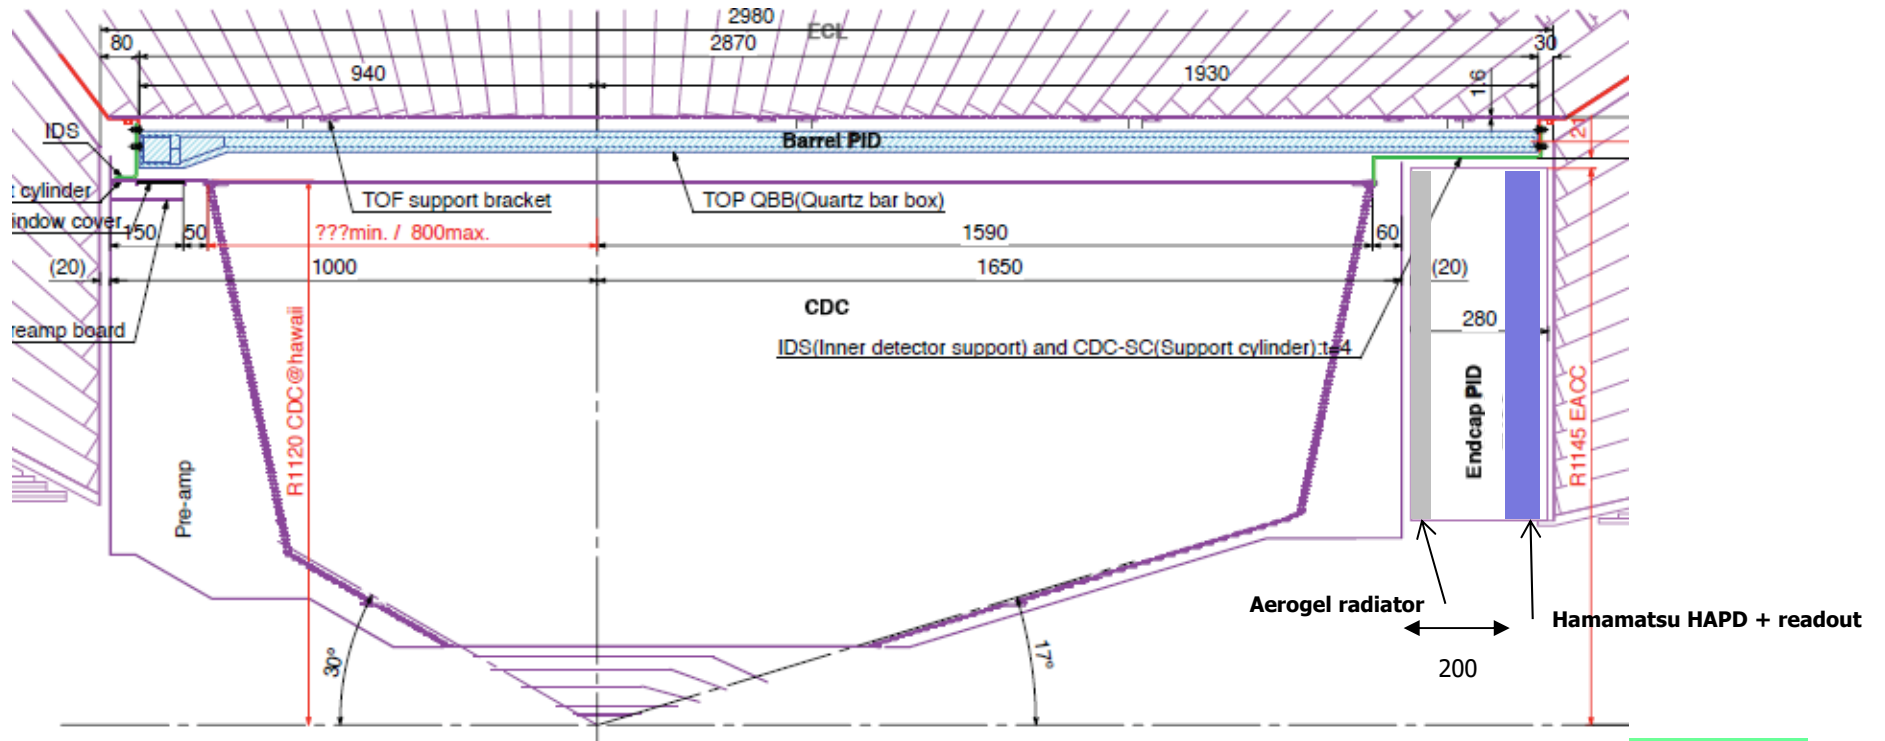 2980
ECL
80
2870
30
940
1930
16
IDS
Barrel PID
21
t cylinder
TOF support bracket
TOP QBB(Quartz bar box)
indow cover
150
50
???min. / 800max.
1590
60
(20)
1000
1650
(20)
CDC
reamp board
280
IDS(Inner detector support) and CDC-SC(Support cylinder):t=4
R1120 CDC@hawaii
Endcap PID
R1145 EACC
Pre-amp
Aerogel radiator
Hamamatsu HAPD + readout
30°
17°
200